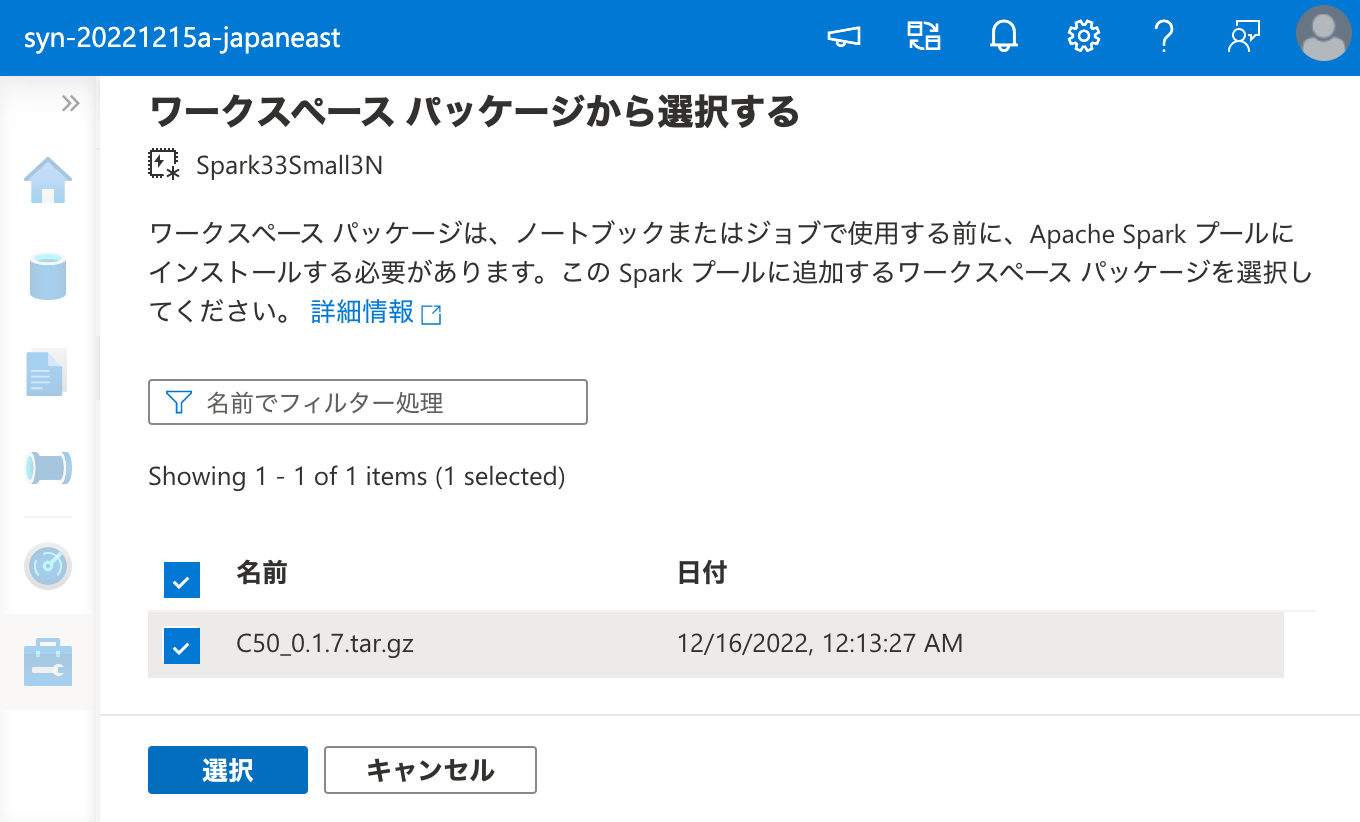 syn-20221215a-japaneast
ワークスペース パッケージから選択する
Spark33Small3N
ワークスペース パッケージは、ノートブックまたはジョブで使用する前に、Apache Spark プールに
インストールする必要があります。この Spark プールに追加するワークスペース パッケージを選択し
てください。 詳細情報
名前でフィルター処理
Showing 1 - 1 of 1 items (1 selected)
名前 日付
C50_0.1.7.tar.gz 12/16/2022, 12:13:27 AM
選択 キャンセル